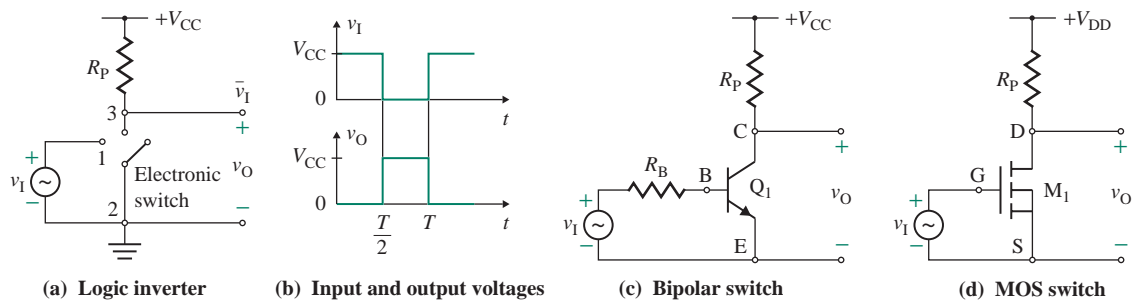 +V_CC
R_P
3
v̄_I
+
1
+
v_I
−
Electronic
switch
v_O
2
−
(a) Logic inverter
v_I
V_CC
0
t
v_O
V_CC
0
T/2
T
t
(b) Input and output voltages
+V_CC
R_P
C
+
R_B
B
Q_1
+
v_I
−
v_O
E
−
(c) Bipolar switch
+V_DD
R_P
D
+
G
M_1
+
v_I
−
v_O
S
−
(d) MOS switch